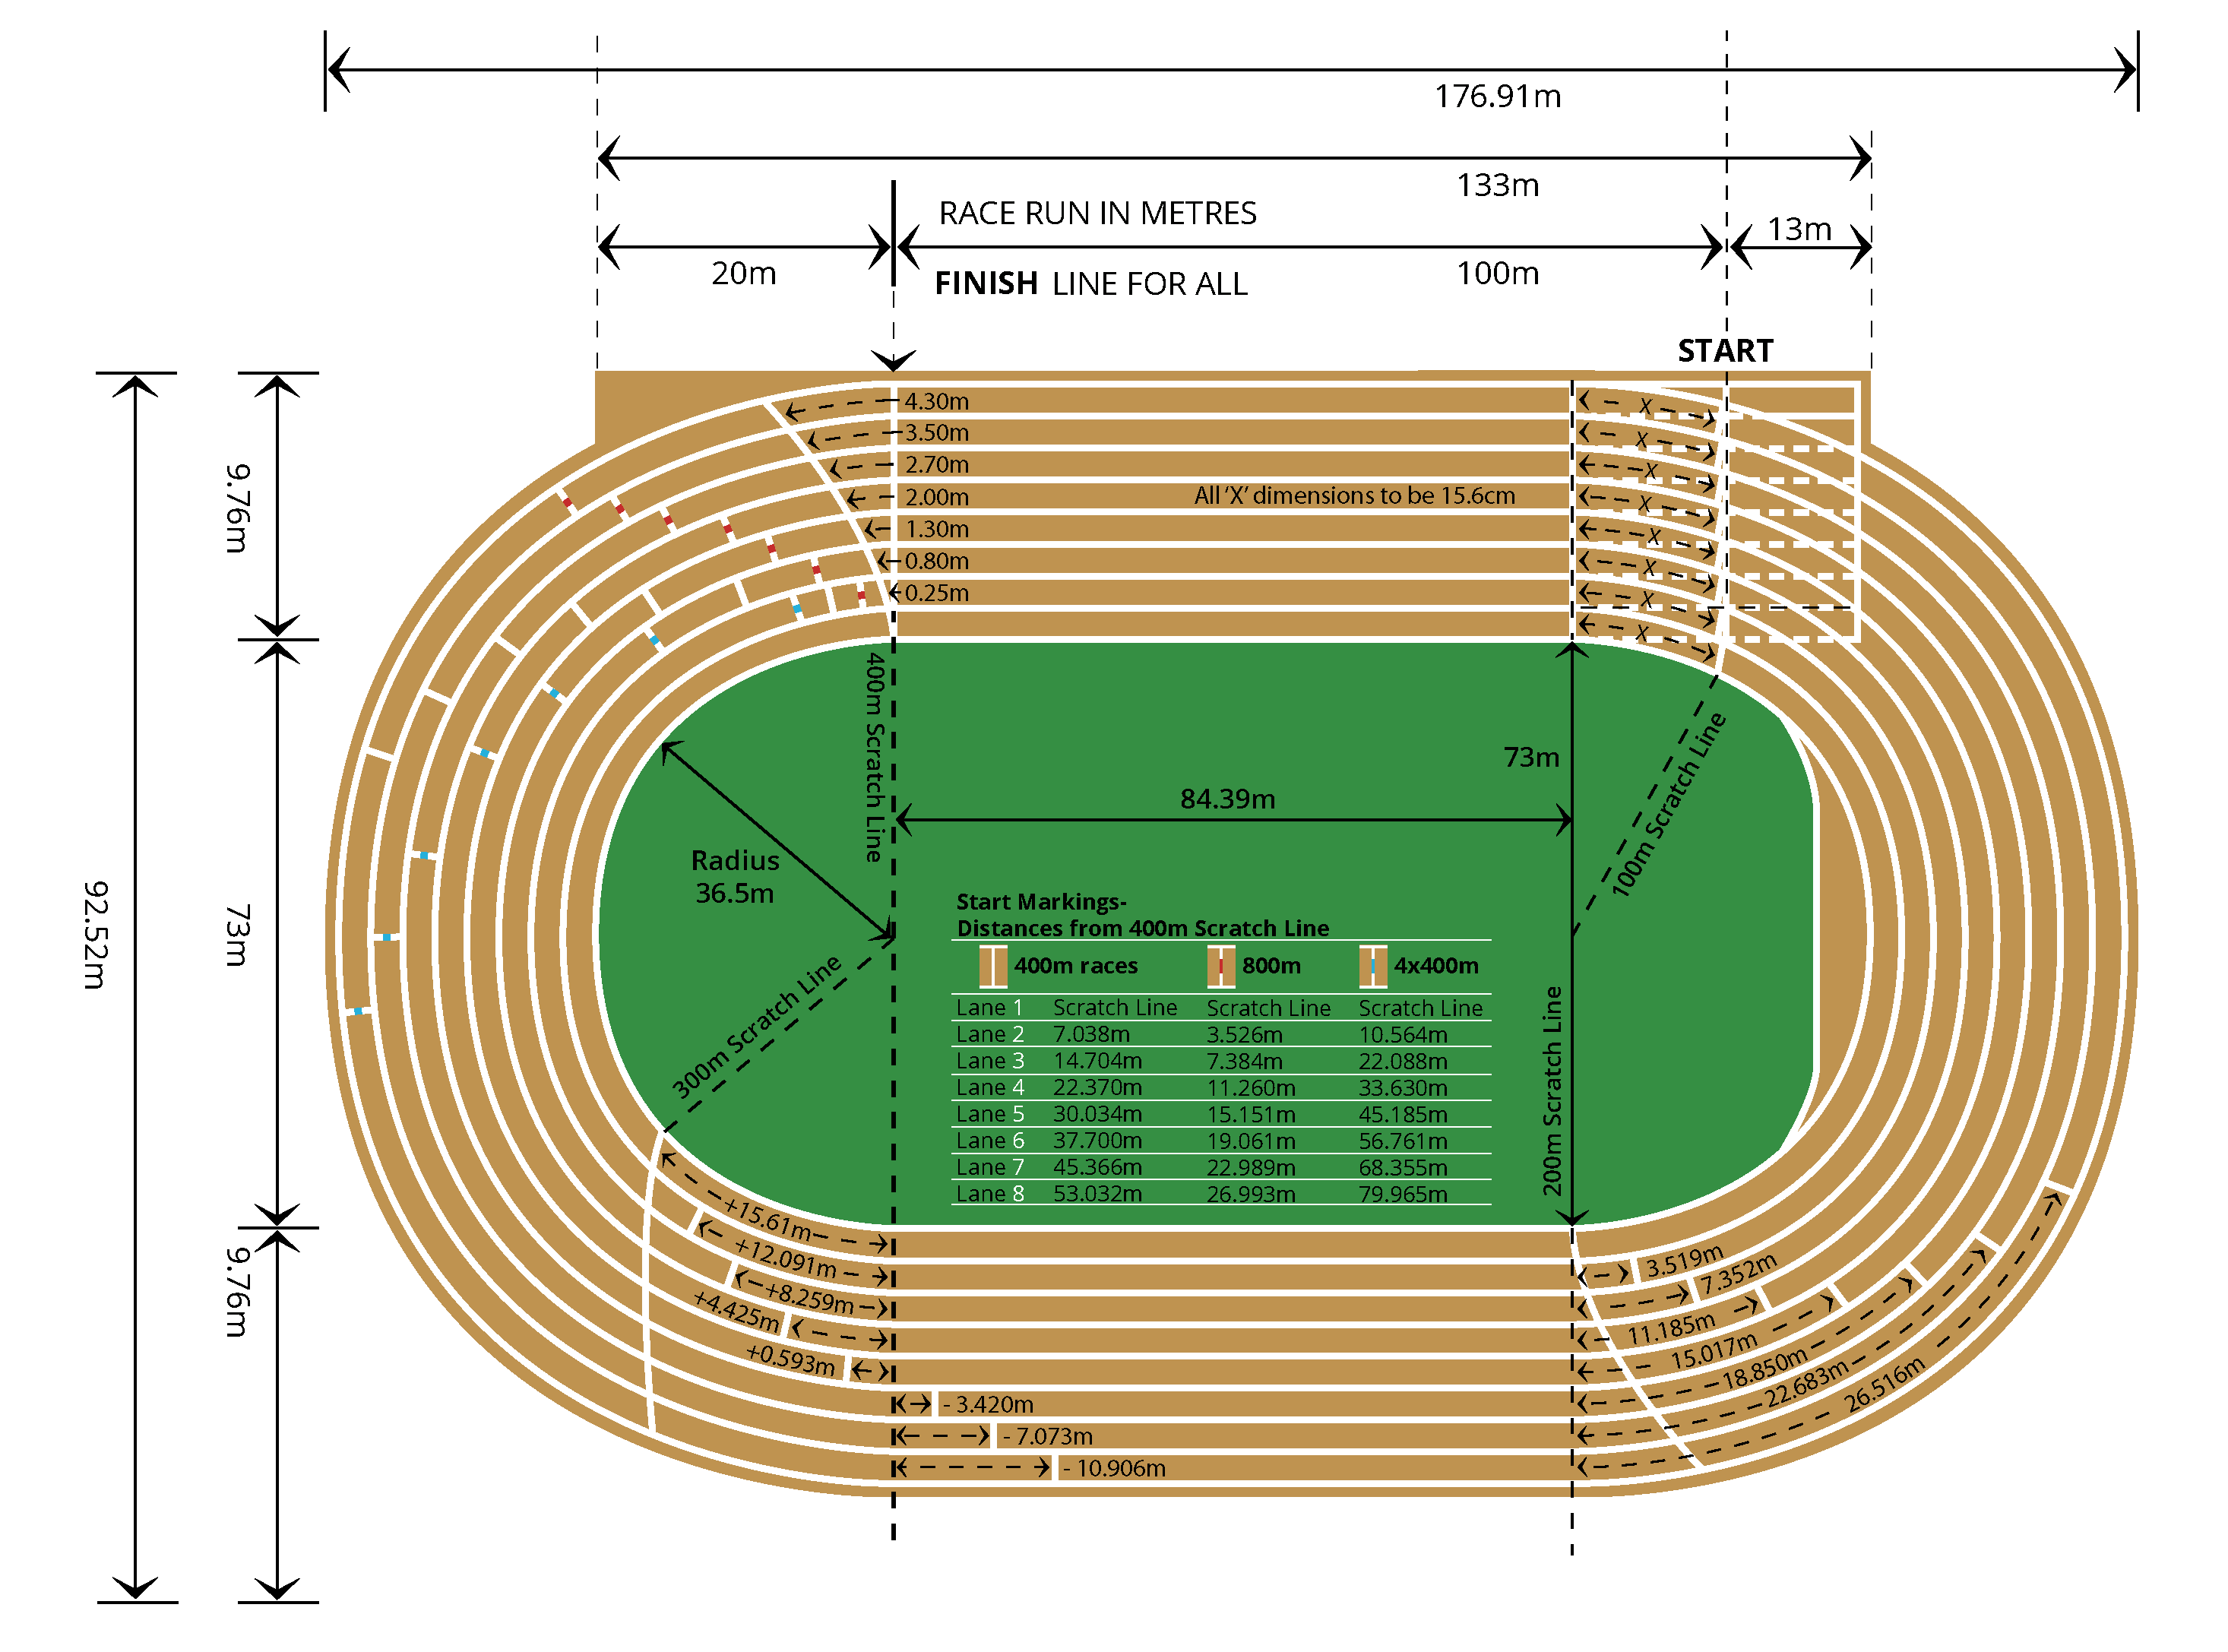 176.91m
133m
RACE RUN IN METRES
13m
20m
100m
FINISH LINE FOR ALL
START
4.30m
X
3.50m
X
2.70m
X
2.00m
All ‘X’ dimensions to be 15.6cm
X
1.30m
X
0.80m
X
0.25m
X
X
9.76m
73m
9.76m
92.52m
400m Scratch Line
73m
100m Scratch Line
84.39m
Radius
36.5m
300m Scratch Line
200m Scratch Line
Start Markings-
Distances from 400m Scratch Line
400m races 800m 4x400m
Lane 1 Scratch Line Scratch Line Scratch Line
Lane 2 7.038m 3.526m 10.564m
Lane 3 14.704m 7.384m 22.088m
Lane 4 22.370m 11.260m 33.630m
Lane 5 30.034m 15.151m 45.185m
Lane 6 37.700m 19.061m 56.761m
Lane 7 45.366m 22.989m 68.355m
Lane 8 53.032m 26.993m 79.965m
+15.61m
+12.091m
+8.259m
+4.425m
+0.593m
- 3.420m
- 7.073m
- 10.906m
3.519m
7.352m
11.185m
15.017m
18.850m
22.683m
26.516m